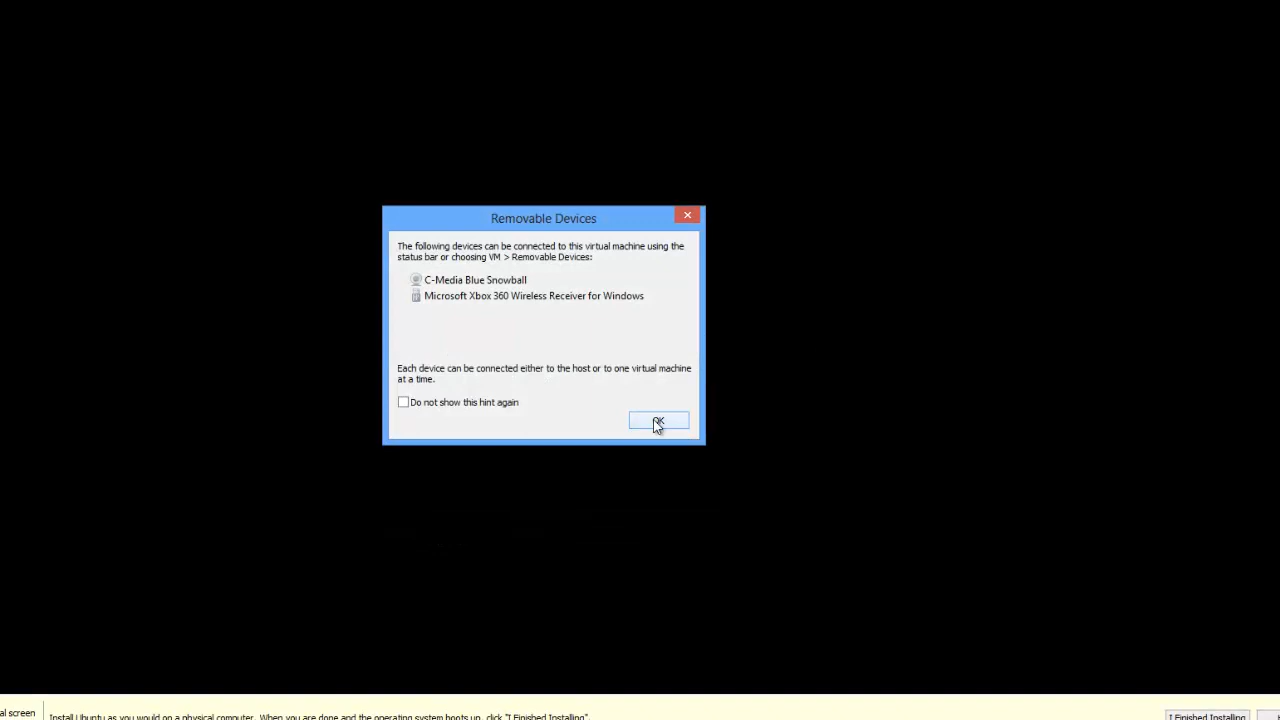 Removable Devices
The following devices can be connected to this virtual machine using the
status bar or choosing VM > Removable Devices:
C-Media Blue Snowball
Microsoft Xbox 360 Wireless Receiver for Windows
Each device can be connected either to the host or to one virtual machine
at a time.
Do not show this hint again
OK
al screen
Install Ubuntu as you would on a physical computer. When you are done and the operating system boots up, click "I Finished Installing".
I Finished Installing